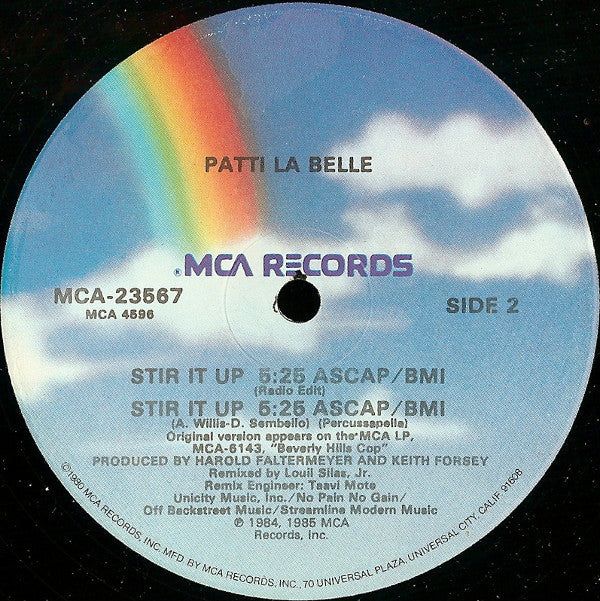 PATTI LA BELLE
®MCA RECORDS
MCA-23567
MCA 4596
SIDE 2
STIR IT UP 5:25 ASCAP/BMI
(Radio Edit)
STIR IT UP 5:25 ASCAP/BMI
(A. Willis-D. Sembello) (Percussapella)
Original version appears on the MCA LP,
MCA-6143, "Beverly Hills Cop"
PRODUCED BY HAROLD FALTERMEYER AND KEITH FORSEY
Remixed by Louil Silas, Jr.
Remix Engineer: Taavi Mote
Unicity Music, Inc./No Pain No Gain/
Off Backstreet Music/Streamline Modern Music
℗ 1984, 1985 MCA
Records, Inc.
©1980 MCA RECORDS, INC. MFD. BY MCA RECORDS, INC., 70 UNIVERSAL PLAZA, UNIVERSAL CITY, CALIF. 91608